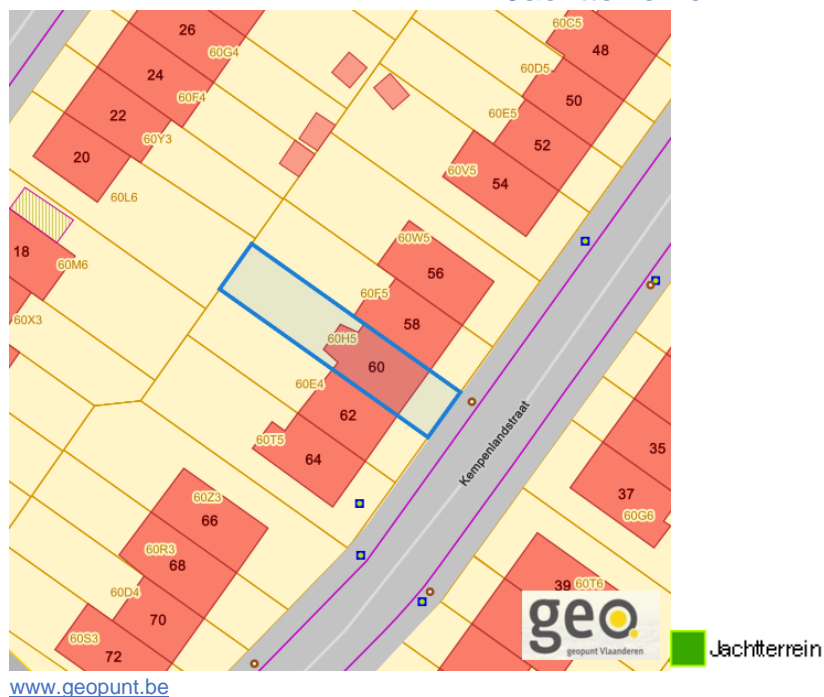 26
60G4
60C5
48
24
60D5
60F4
50
22
60E5
60Y3
52
20
60V5
54
60L6
60W5
18
60M6
56
60F5
60X3
58
60H5
60
60E4
62
Kempenlandstraat
60T5
64
35
60Z3
37
66
60G6
60R3
68
39
60T6
60D4
70
geo
geopunt Vlaanderen
60S3
72
Jachtterrein
www.geopunt.be